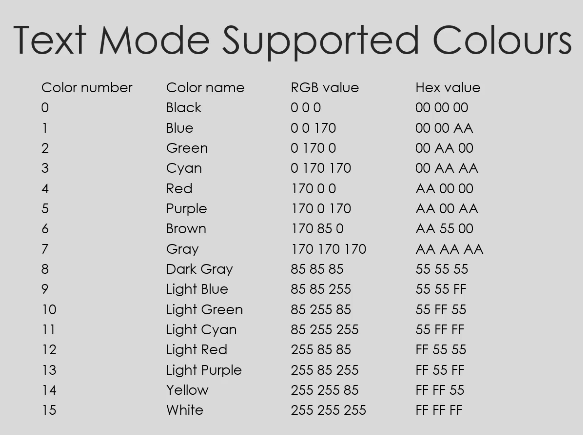 Text Mode Supported Colours
Color number Color name RGB value Hex value
0 Black 0 0 0 00 00 00
1 Blue 0 0 170 00 00 AA
2 Green 0 170 0 00 AA 00
3 Cyan 0 170 170 00 AA AA
4 Red 170 0 0 AA 00 00
5 Purple 170 0 170 AA 00 AA
6 Brown 170 85 0 AA 55 00
7 Gray 170 170 170 AA AA AA
8 Dark Gray 85 85 85 55 55 55
9 Light Blue 85 85 255 55 55 FF
10 Light Green 85 255 85 55 FF 55
11 Light Cyan 85 255 255 55 FF FF
12 Light Red 255 85 85 FF 55 55
13 Light Purple 255 85 255 FF 55 FF
14 Yellow 255 255 85 FF FF 55
15 White 255 255 255 FF FF FF